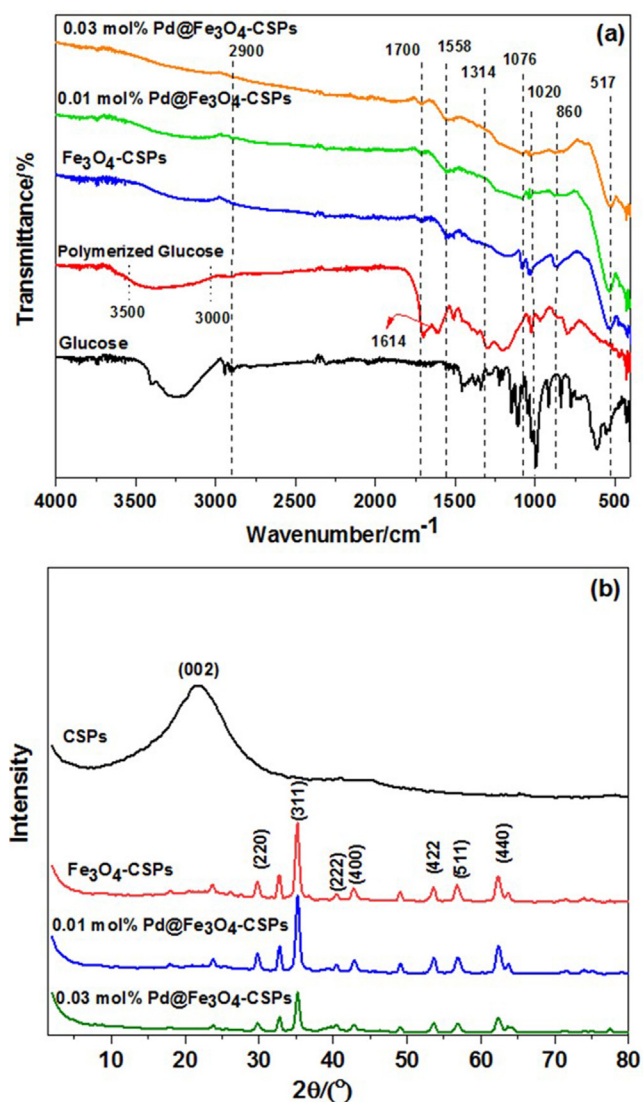 (a)
0.03 mol% Pd@Fe3O4-CSPs
2900
1700
1558
1314
1076
1020
860
517
0.01 mol% Pd@Fe3O4-CSPs
Fe3O4-CSPs
Polymerized Glucose
3500
3000
1614
Glucose
Transmittance/%
4000 3500 3000 2500 2000 1500 1000 500
Wavenumber/cm-1
(b)
(002)
CSPs
Intensity
(220)
(311)
(222)
(400)
(422
(511)
(440)
Fe3O4-CSPs
0.01 mol% Pd@Fe3O4-CSPs
0.03 mol% Pd@Fe3O4-CSPs
10 20 30 40 50 60 70 80
2θ/(º)